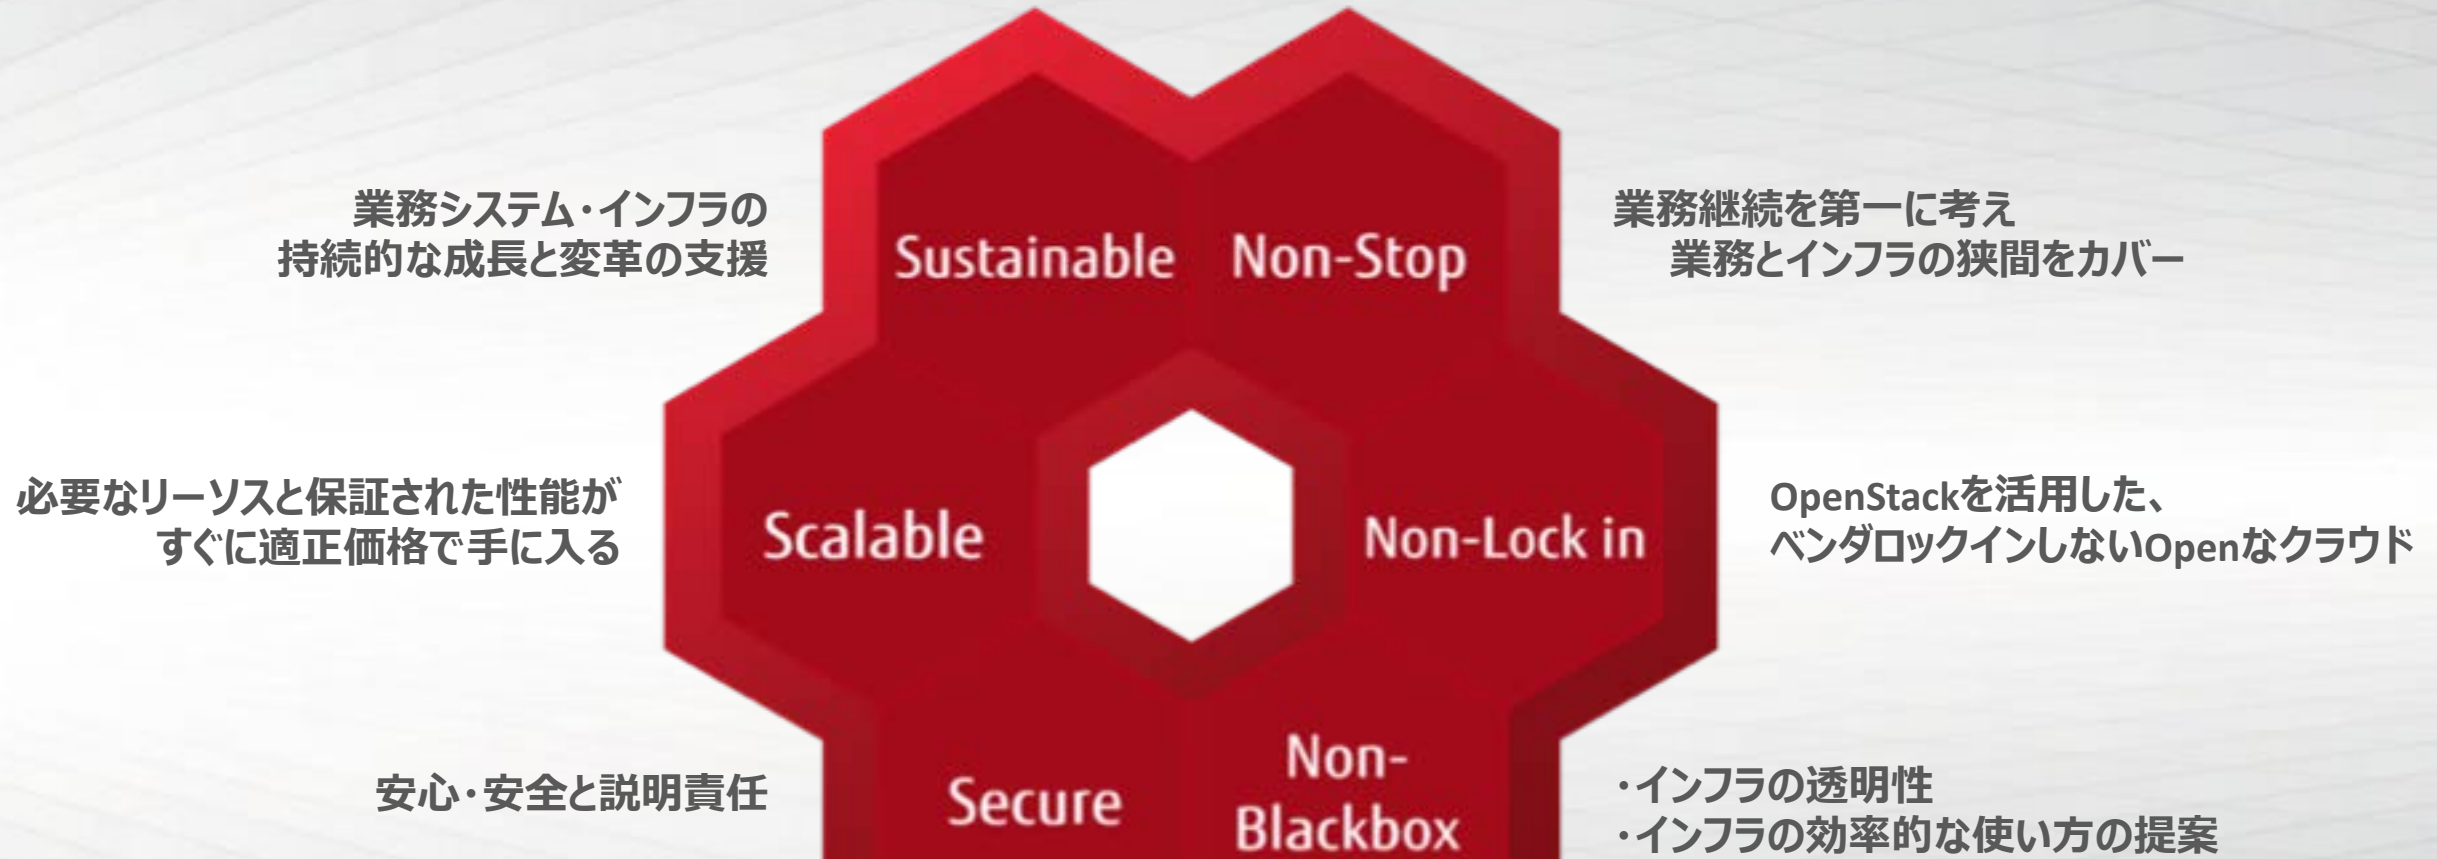 業務システム・インフラの
持続的な成長と変革の支援
Sustainable
Non-Stop
業務継続を第一に考え
業務とインフラの狭間をカバー
必要なリーソスと保証された性能が
すぐに適正価格で手に入る
Scalable
Non-Lock in
OpenStackを活用した、
ベンダロックインしないOpenなクラウド
安心・安全と説明責任
Secure
Non-
Blackbox
・インフラの透明性
・インフラの効率的な使い方の提案